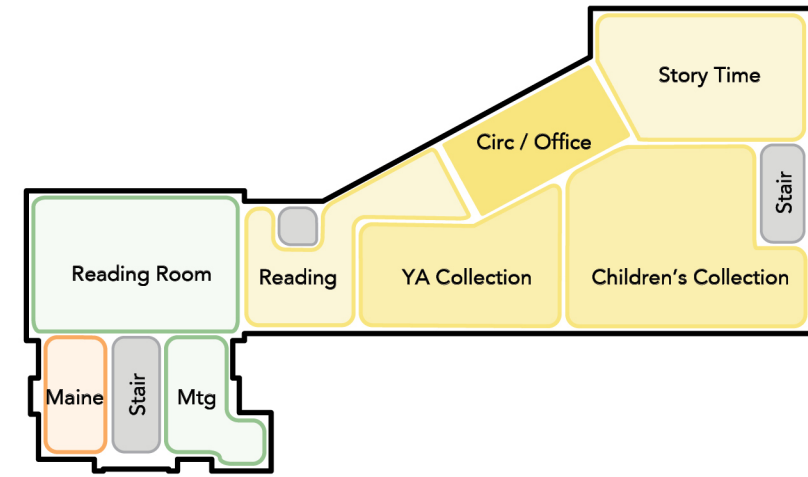 Story Time
Circ / Office
Stair
Reading Room
Reading
YA Collection
Children's Collection
Maine
Stair
Mtg